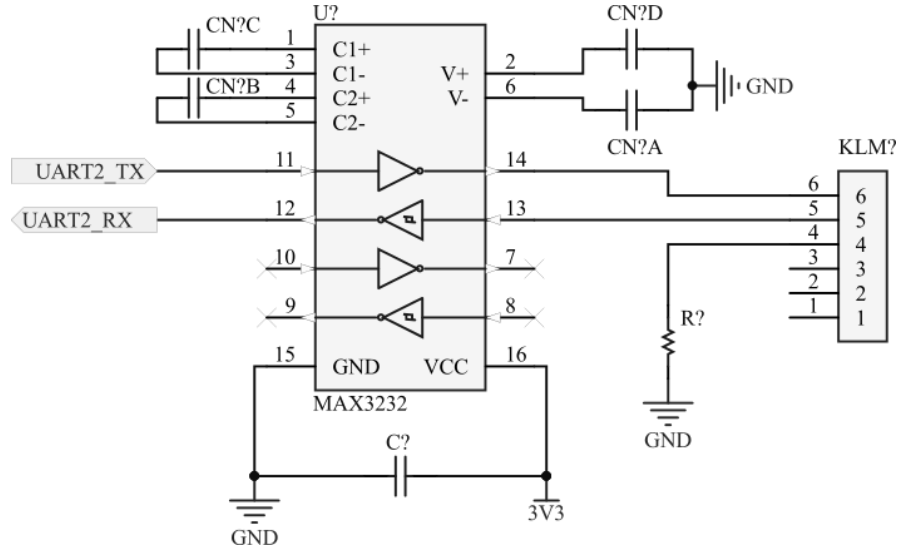 CN?C
U?
CN?D
1
C1+
3
C1-
2
V+
CN?B
4
C2+
6
V-
GND
5
C2-
CN?A
KLM?
UART2_TX
11
14
6
6
UART2_RX
12
13
5
5
4
4
10
7
3
3
2
2
9
8
R?
1
1
15
GND
VCC
16
MAX3232
GND
C?
GND
3V3